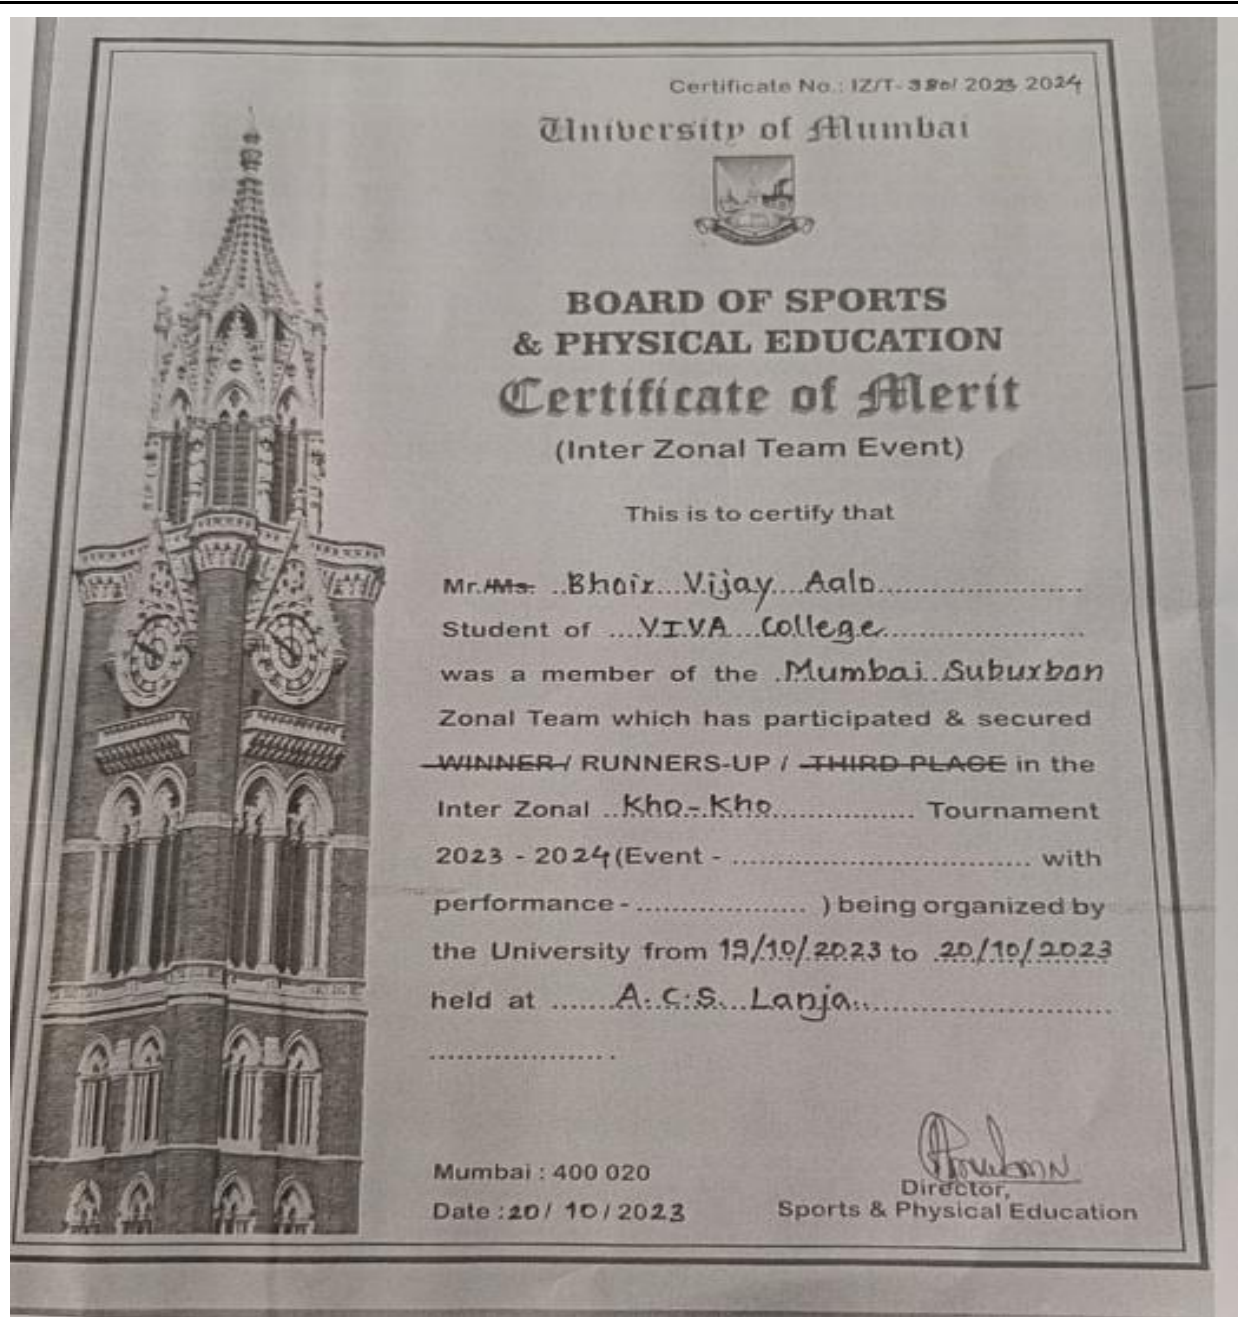 Certificate No.: IZ/T-380/ 2023 2024
University of Mumbai
BOARD OF SPORTS
& PHYSICAL EDUCATION
Certificate of Merit
(Inter Zonal Team Event)
This is to certify that
Mr./Ms. ..Bhoir...Vijay....Aalo.......................
Student of ....VIVA...College......................
was a member of the .Mumbai..Suburban
Zonal Team which has participated & secured
WINNER / RUNNERS-UP / THIRD PLACE in the
Inter Zonal ..Kho-Kho............... Tournament
2023 - 2024 (Event - ................................ with
performance - .................... ) being organized by
the University from 19/10/2023 to 20/10/2023
held at .......A.C.S...Lanja...........................
....................
Mumbai : 400 020
Director,
Date : 20/ 10 / 2023
Sports & Physical Education